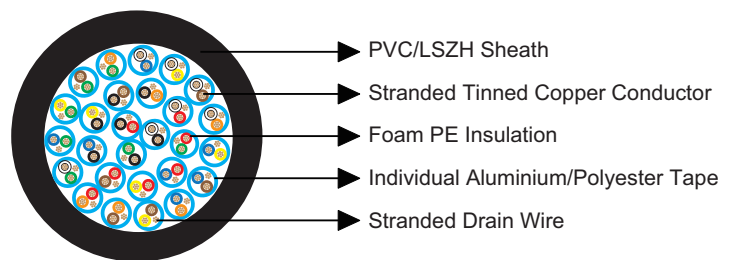 PVC/LSZH Sheath
Stranded Tinned Copper Conductor
Foam PE Insulation
Individual Aluminium/Polyester Tape
Stranded Drain Wire